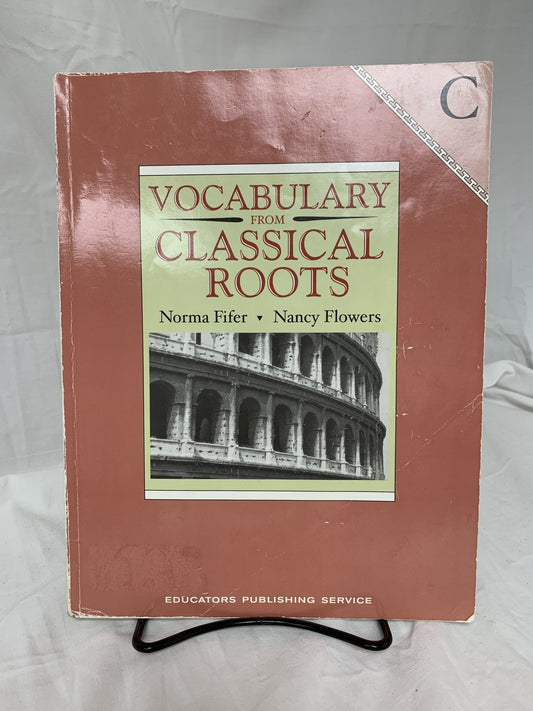 C
VOCABULARY
FROM
CLASSICAL
ROOTS
Norma Fifer ▾ Nancy Flowers
EDUCATORS PUBLISHING SERVICE